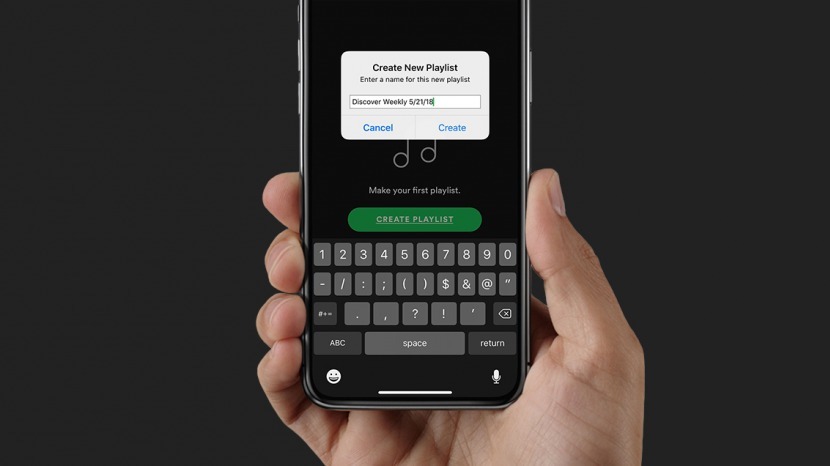 Create New Playlist
Enter a name for this new playlist
Discover Weekly 5/21/18
Cancel Create
Make your first playlist.
CREATE PLAYLIST
1 2 3 4 5 6 7 8 9 0
- / : ; ( ) $ & @ "
#+= . , ? ! '
ABC space return